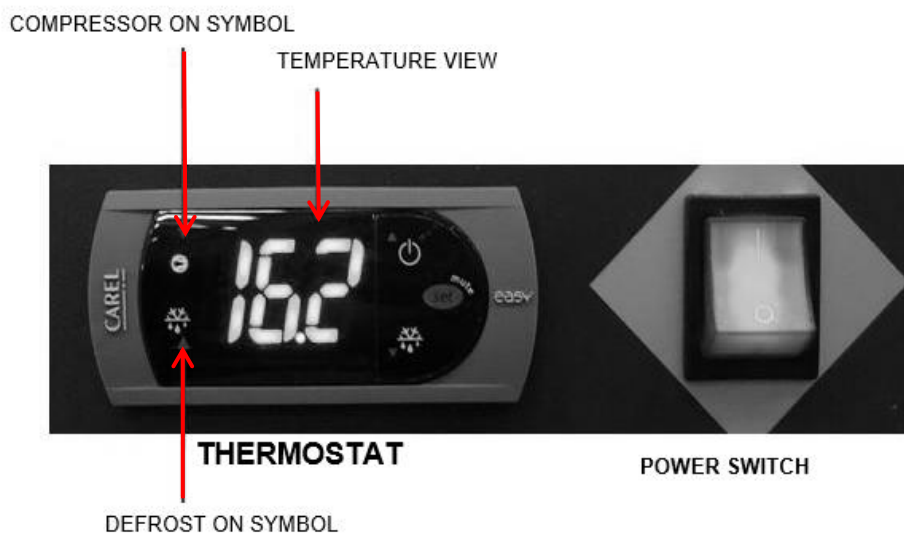 COMPRESSOR ON SYMBOL
TEMPERATURE VIEW
CAREL
16.2
mute
set
easy
THERMOSTAT
POWER SWITCH
DEFROST ON SYMBOL